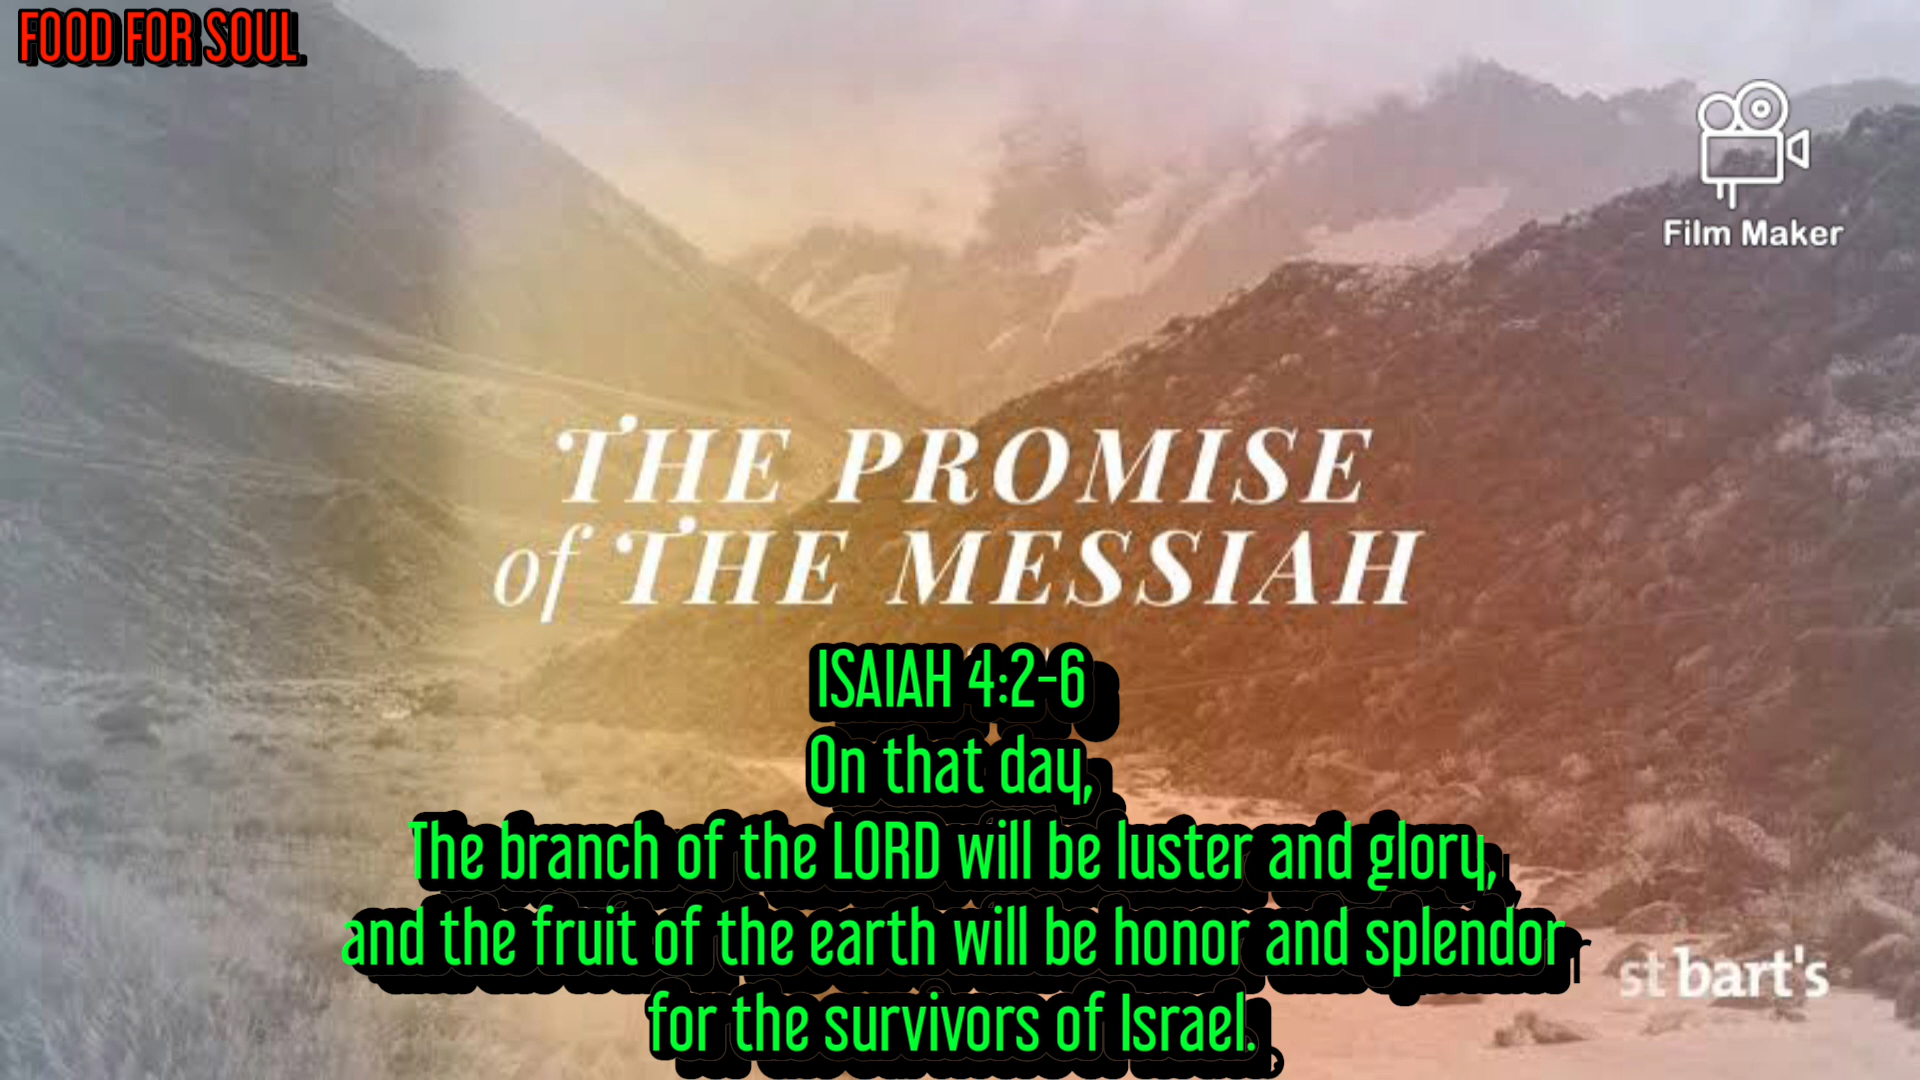 FOOD FOR SOUL
Film Maker
THE PROMISE
of THE MESSIAH
ISAIAH 4:2-6
On that day,
The branch of the LORD will be luster and glory,
and the fruit of the earth will be honor and splendor
for the survivors of Israel.
st bart's